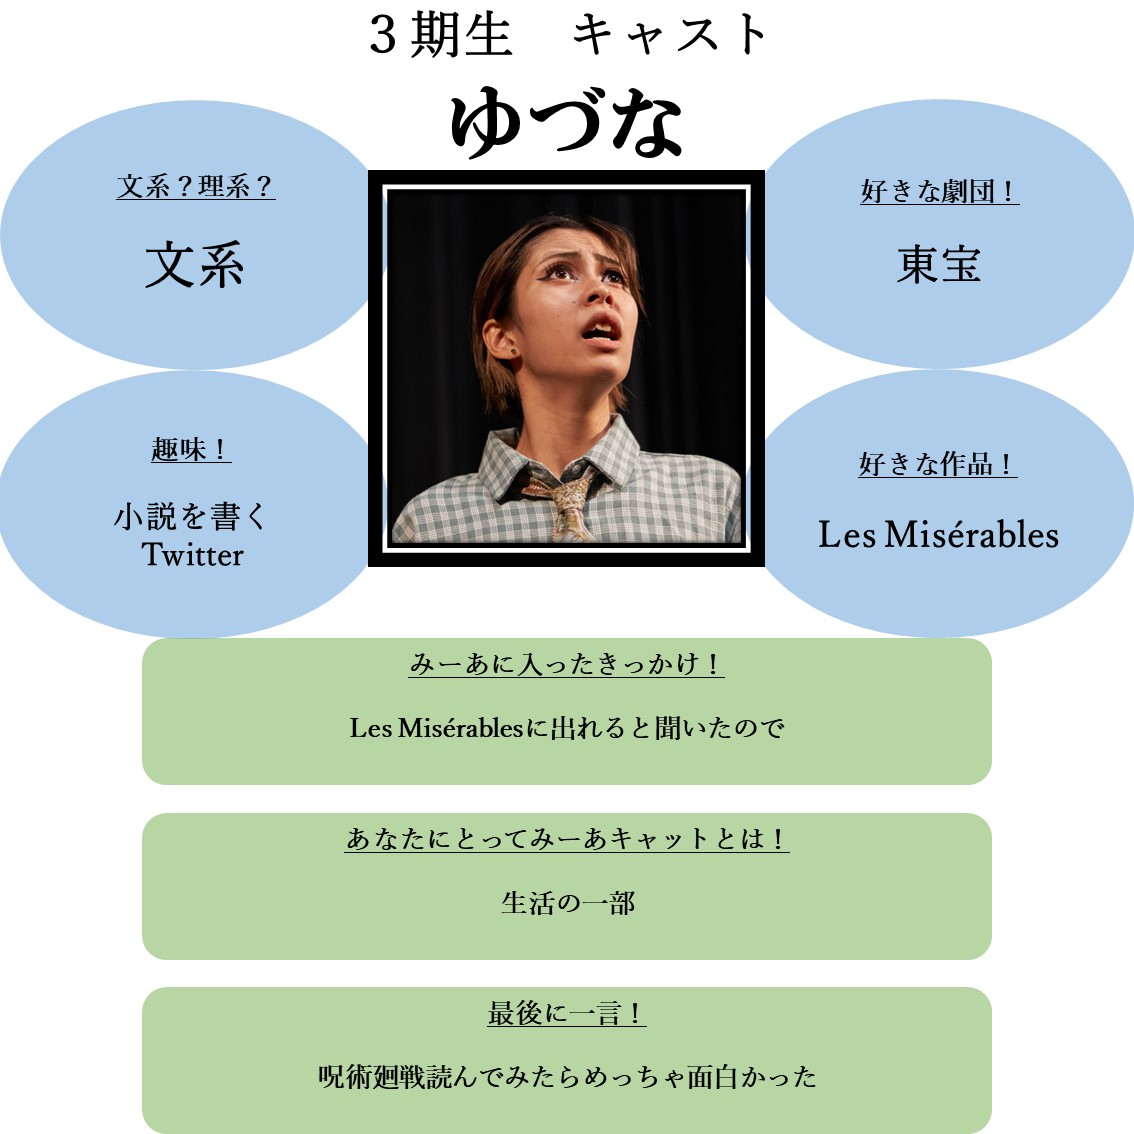 3期生　キャスト
ゆづな
文系？理系？
文系
好きな劇団！
東宝
趣味！
小説を書く
Twitter
好きな作品！
Les Misérables
みーあに入ったきっかけ！
Les Misérablesに出れると聞いたので
あなたにとってみーあキャットとは！
生活の一部
最後に一言！
呪術廻戦読んでみたらめっちゃ面白かった